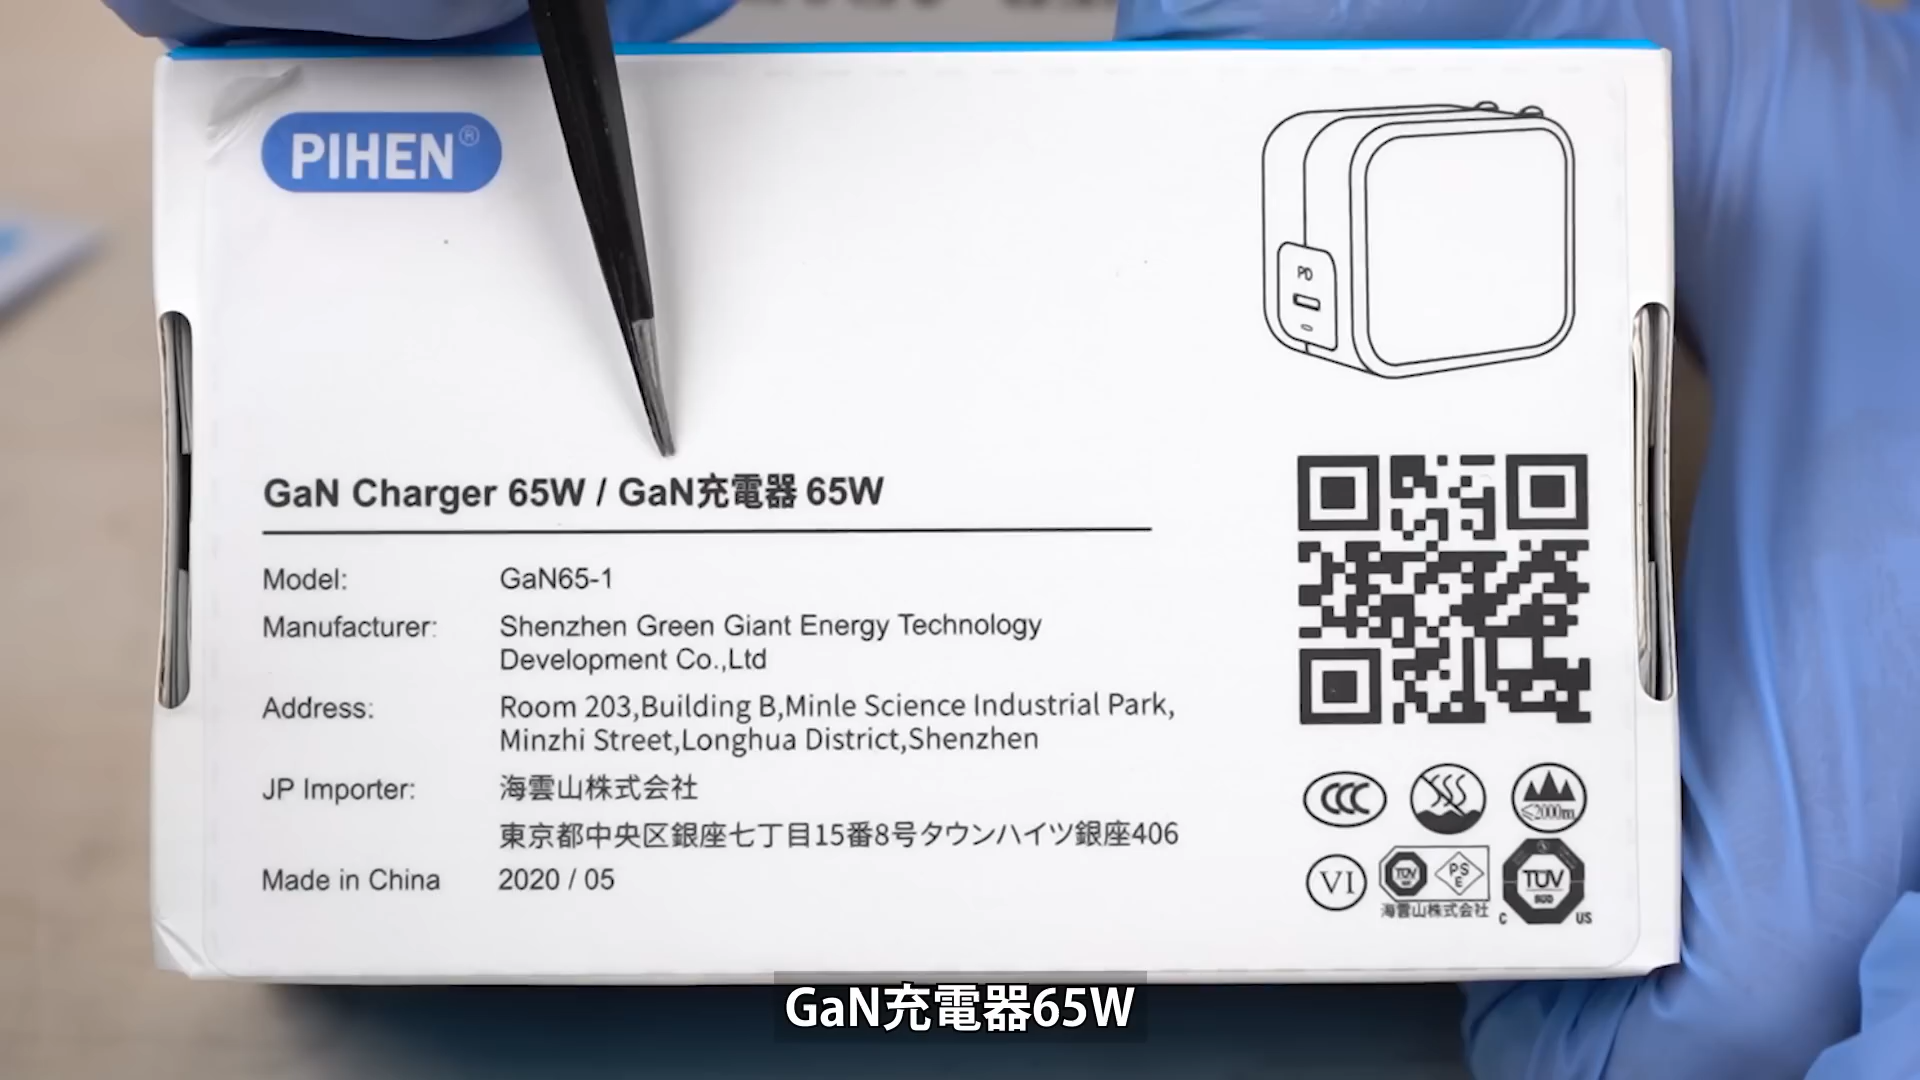 PIHEN®
PD
GaN Charger 65W / GaN充電器 65W
Model: GaN65-1
Manufacturer: Shenzhen Green Giant Energy Technology
Development Co.,Ltd
Address: Room 203,Building B,Minle Science Industrial Park,
Minzhi Street,Longhua District,Shenzhen
JP Importer: 海雲山株式会社
東京都中央区銀座七丁目15番8号タウンハイツ銀座406
Made in China 2020 / 05
CCC
≤2000m
VI
TUV
PSE
海雲山株式会社
TUV
SUD
C US
GaN充電器65W